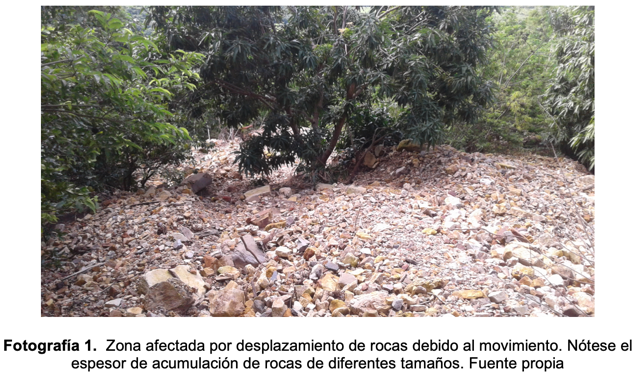 Fotografía 1. Zona afectada por desplazamiento de rocas debido al movimiento. Nótese el
espesor de acumulación de rocas de diferentes tamaños. Fuente propia